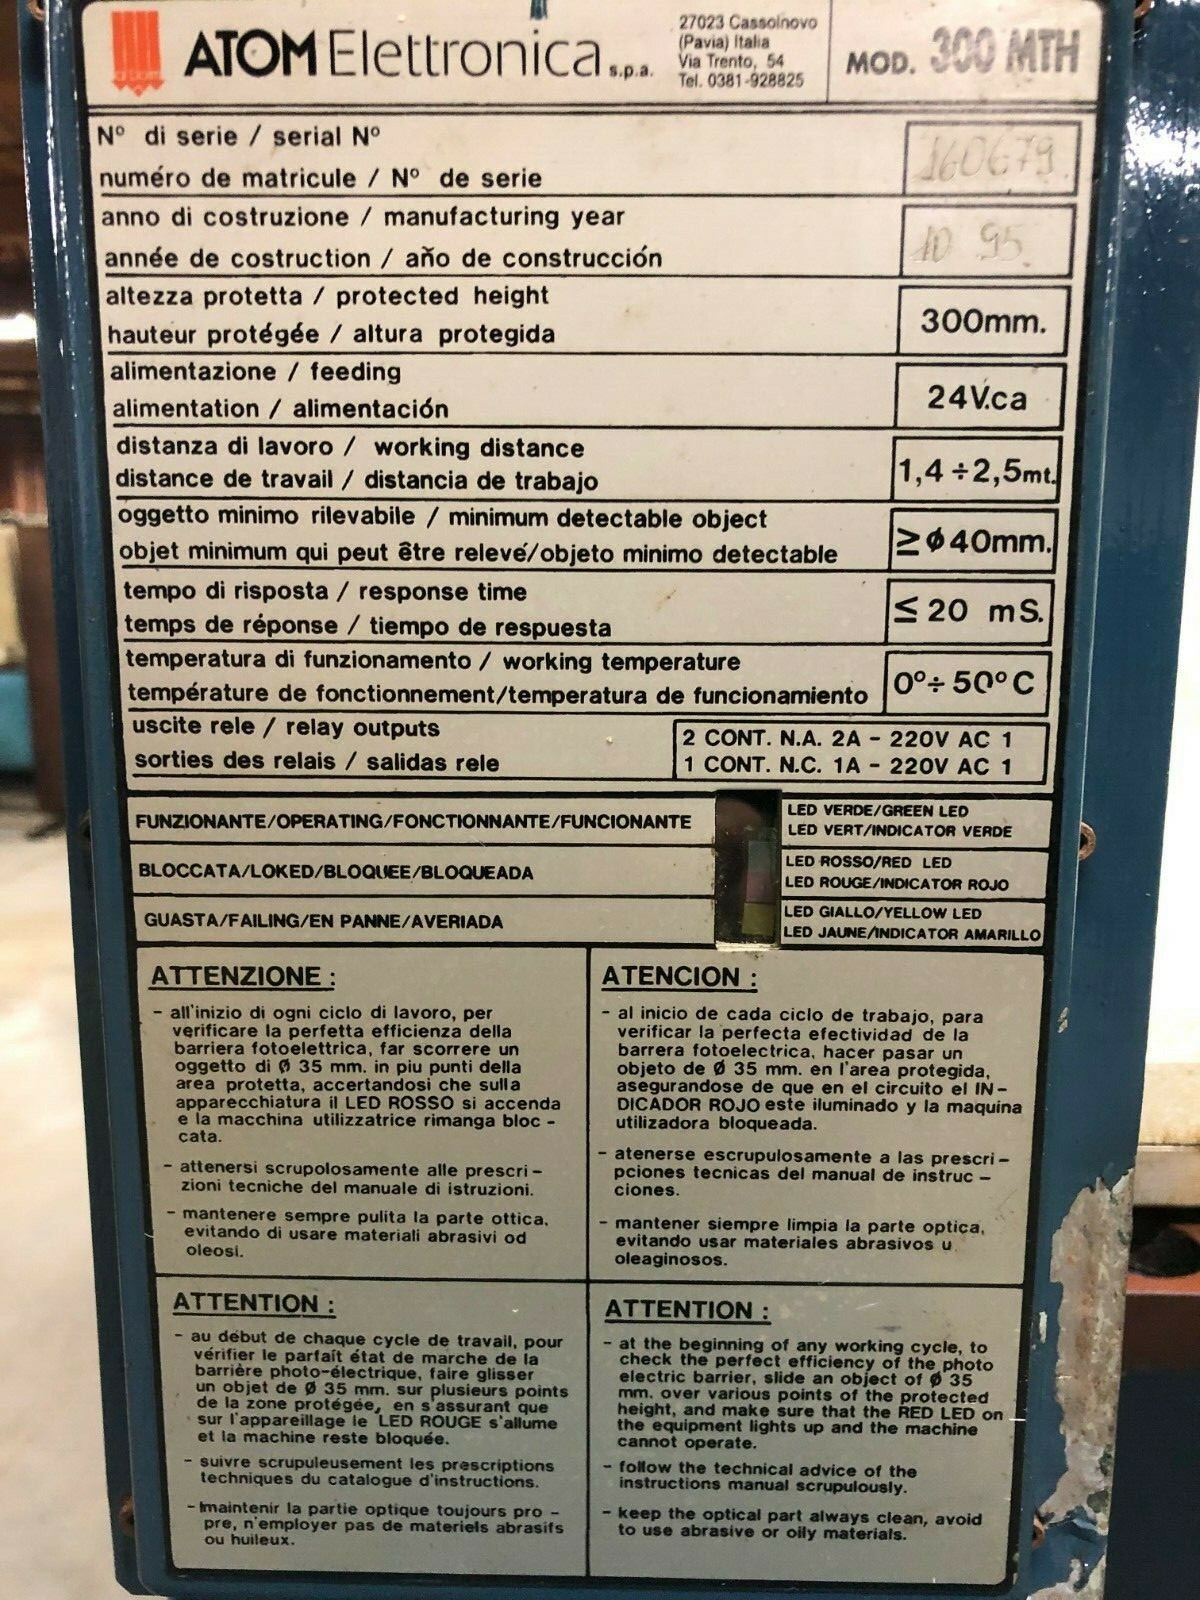 ATOM Elettronica s.p.a.
27023 Cassolnovo
(Pavia) Italia
Via Trento, 54
Tel. 0381-928825
MOD. 300 MTH
Nº di serie / serial Nº
numéro de matricule / Nº de serie
160679
anno di costruzione / manufacturing year
année de costruction / año de construcción
10 95
altezza protetta / protected height
hauteur protégée / altura protegida
300mm.
alimentazione / feeding
alimentation / alimentación
24V.ca
distanza di lavoro / working distance
distance de travail / distancia de trabajo
1,4 ÷ 2,5mt.
oggetto minimo rilevabile / minimum detectable object
objet minimum qui peut être relevé/objeto minimo detectable
≥ ø 40mm.
tempo di risposta / response time
temps de réponse / tiempo de respuesta
≤ 20 mS.
temperatura di funzionamento / working temperature
température de fonctionnement/temperatura de funcionamiento
0º ÷ 50º C
uscite rele / relay outputs
sorties des relais / salidas rele
2 CONT. N.A. 2A - 220V AC 1
1 CONT. N.C. 1A - 220V AC 1
FUNZIONANTE/OPERATING/FONCTIONNANTE/FUNCIONANTE
LED VERDE/GREEN LED
LED VERT/INDICATOR VERDE
BLOCCATA/LOKED/BLOQUEE/BLOQUEADA
LED ROSSO/RED LED
LED ROUGE/INDICATOR ROJO
GUASTA/FAILING/EN PANNE/AVERIADA
LED GIALLO/YELLOW LED
LED JAUNE/INDICATOR AMARILLO
ATTENZIONE :
- all'inizio di ogni ciclo di lavoro, per
verificare la perfetta efficienza della
barriera fotoelettrica, far scorrere un
oggetto di Ø 35 mm. in piu punti della
area protetta, accertandosi che sulla
apparecchiatura il LED ROSSO si accenda
e la macchina utilizzatrice rimanga bloc -
cata.
- attenersi scrupolosamente alle prescri -
zioni tecniche del manuale di istruzioni.
- mantenere sempre pulita la parte ottica,
evitando di usare materiali abrasivi od
oleosi.
ATENCION :
- al inicio de cada ciclo de trabajo, para
verificar la perfecta efectividad de la
barrera fotoelectrica, hacer pasar un
objeto de Ø 35 mm. en l'area protegida,
asegurandose de que en el circuito el IN -
DICADOR ROJO este iluminado y la maquina
utilizadora bloqueada.
- atenerse escrupulosamente a las prescri -
pciones tecnicas del manual de instruc -
ciones.
- mantener siempre limpia la parte optica,
evitando usar materiales abrasivos u
oleaginosos.
ATTENTION :
- au début de chaque cycle de travail, pour
vérifier le parfait état de marche de la
barrière photo-électrique, faire glisser
un objet de Ø 35 mm. sur plusieurs points
de la zone protégée, en s'assurant que
sur l'appareillage le LED ROUGE s'allume
et la machine reste bloquée.
- suivre scrupuleusement les prescriptions
techniques du catalogue d'instructions.
- maintenir la partie optique toujours pro -
pre, n'employer pas de materiels abrasifs
ou huileux.
ATTENTION :
- at the beginning of any working cycle, to
check the perfect efficiency of the photo
electric barrier, slide an object of Ø 35
mm. over various points of the protected
height, and make sure that the RED LED on
the equipment lights up and the machine
cannot operate.
- follow the technical advice of the
instructions manual scrupulously.
- keep the optical part always clean, avoid
to use abrasive or oily materials.